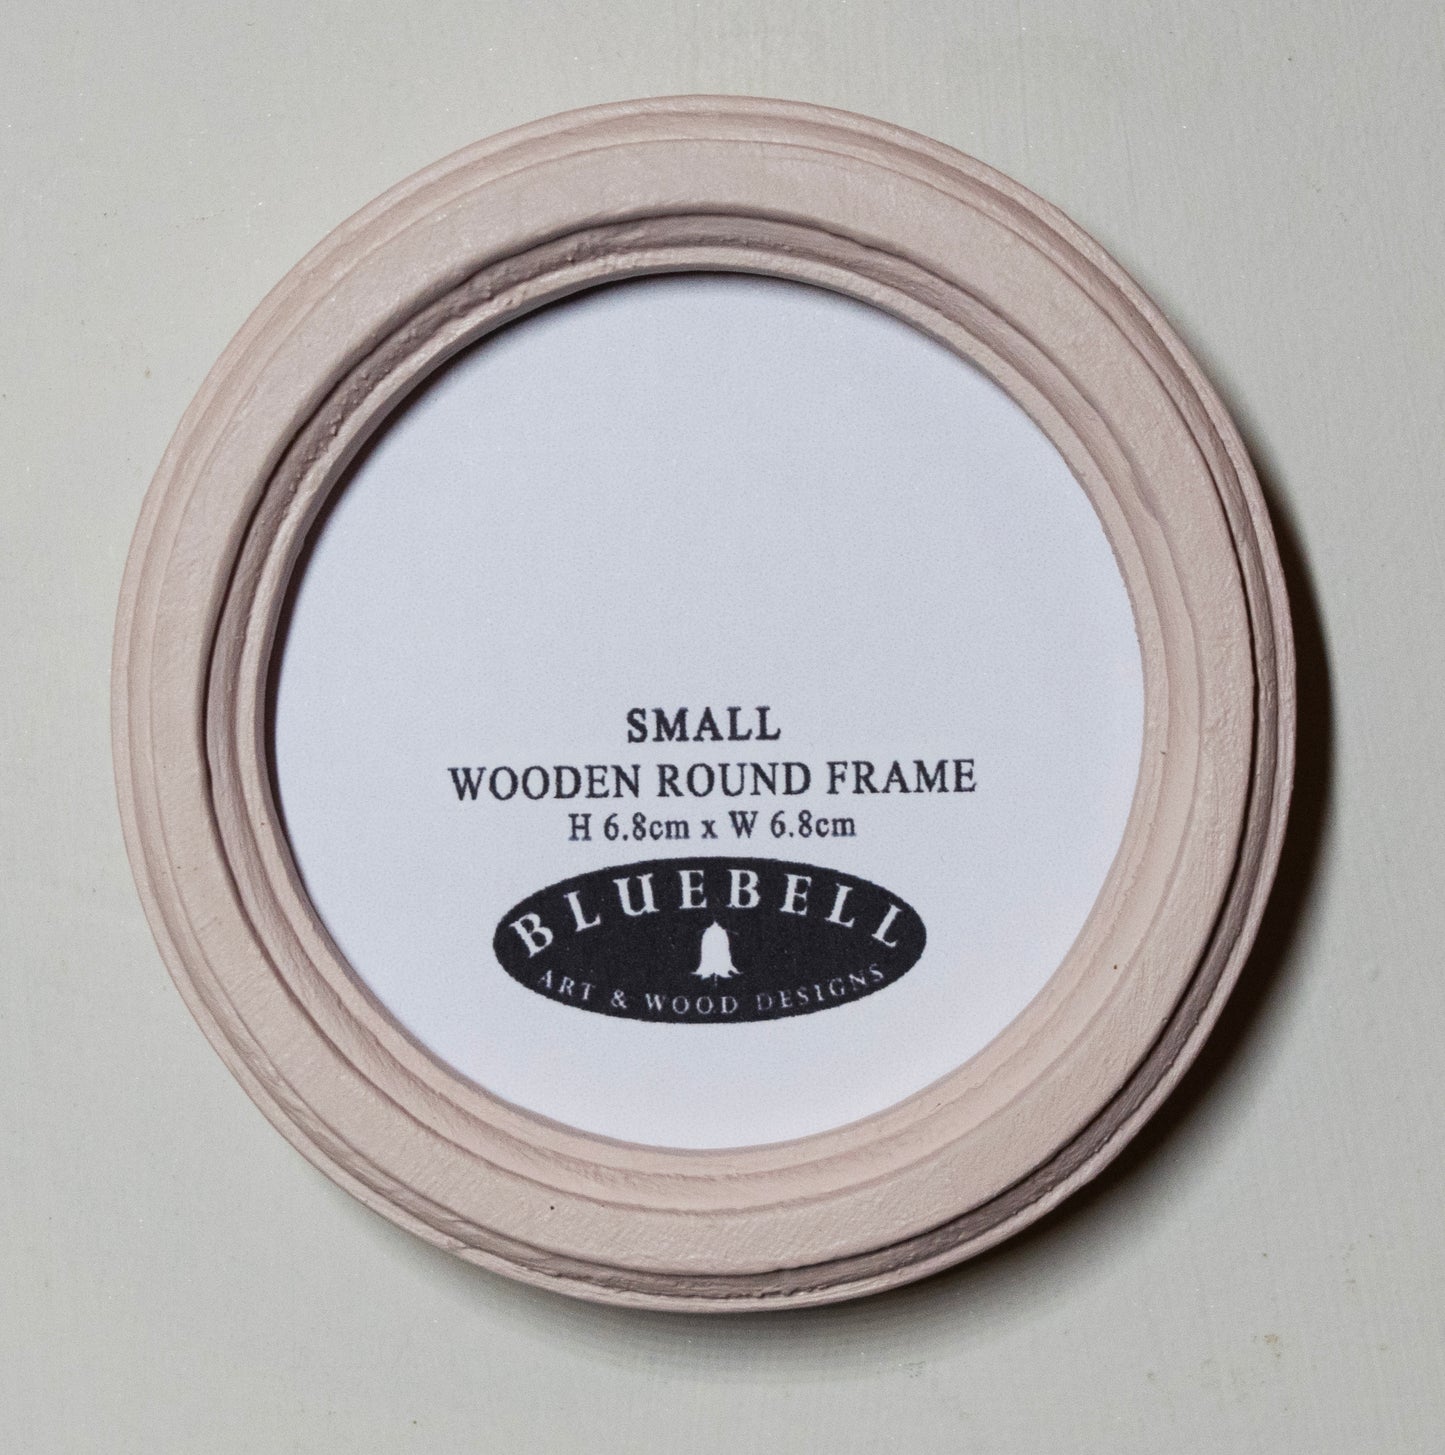 SMALL
WOODEN ROUND FRAME
H 6.8cm x W 6.8cm
BLUEBELL
ART & WOOD DESIGNS